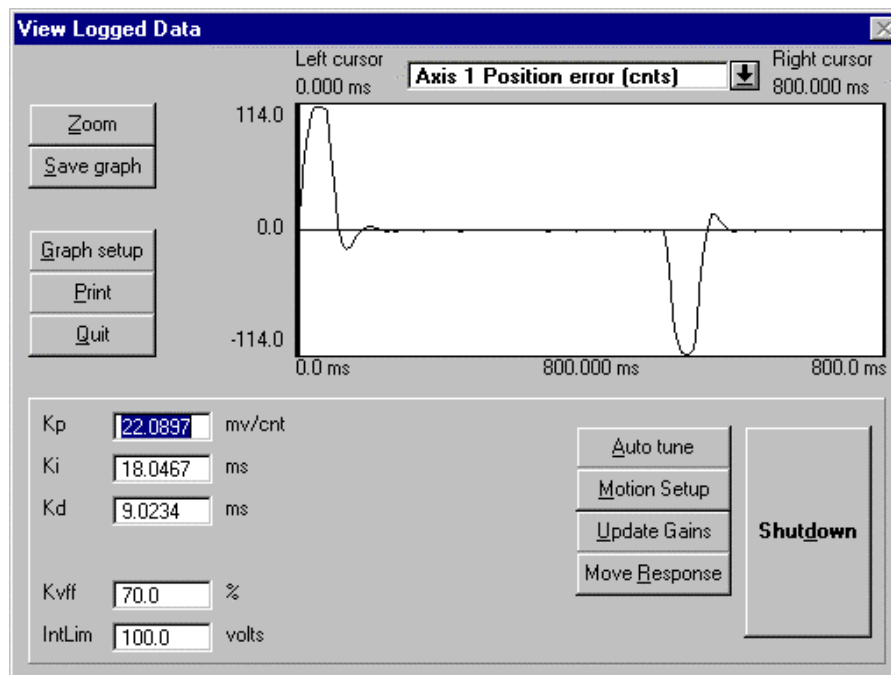 View Logged Data
Left cursor
0.000 ms
Axis 1 Position error (cnts)
Right cursor
800.000 ms
Zoom
Save graph
Graph setup
Print
Quit
114.0
0.0
-114.0
0.0 ms
800.000 ms
800.0 ms
Kp 22.0897 mv/cnt
Ki 18.0467 ms
Kd 9.0234 ms
Kvff 70.0 %
IntLim 100.0 volts
Auto tune
Motion Setup
Update Gains
Move Response
Shutdown